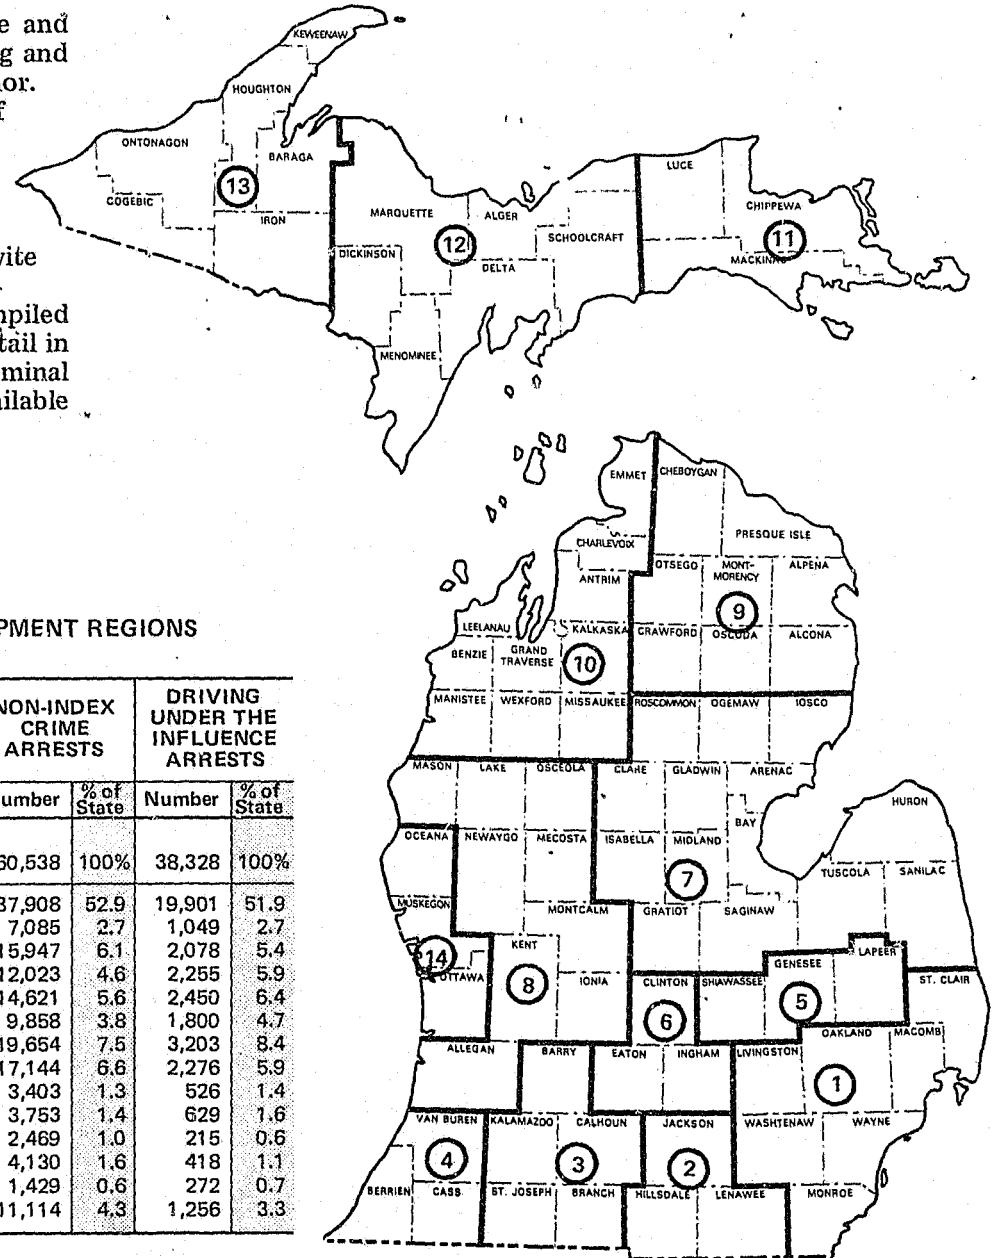 e and
g and
or.
f
vite
npiled
tail in
minal
ailable
KEWEENAW
HOUGHTON
ONTONAGON
BARAGA
13
COGEBIC
IRON
MARQUETTE
ALGER
LUCE
CHIPPEWA
12
11
SCHOOLCRAFT
DICKINSON
DELTA
MACKINAC
MENOMINEE
EMMET
CHEBOYGAN
PRESQUE ISLE
CHARLEVOIX
OTSEGO
MONT-
MORENCY
ALPENA
ANTRIM
9
LEELANAU
KALKASKA
CRAWFORD
OSCODA
ALCONA
BENZIE
GRAND
TRAVERSE
10
MANISTEE
WEXFORD
MISSAUKEE
ROSCOMMON
OGEMAW
IOSCO
MASON
LAKE
OSCEOLA
CLARE
GLADWIN
ARENAC
HURON
BAY
OCEANA
NEWAYGO
MECOSTA
ISABELLA
MIDLAND
TUSCOLA
SANILAC
7
MUSKEGON
MONTCALM
GRATIOT
SAGINAW
KENT
14
OTTAWA
8
IONIA
CLINTON
SHIAWASSEE
GENESEE
LAPEER
ST. CLAIR
5
6
OAKLAND
MACOMB
ALLEGAN
BARRY
EATON
INGHAM
LIVINGSTON
1
VAN BUREN
KALAMAZOO
CALHOUN
JACKSON
WASHTENAW
WAYNE
4
3
2
BERRIEN
CASS
ST. JOSEPH
BRANCH
HILLSDALE
LENAWEE
MONROE
PMENT REGIONS
NON-INDEX
CRIME
ARRESTS
DRIVING
UNDER THE
INFLUENCE
ARRESTS
umber % of State Number % of State
60,538 100% 38,328 100%
37,908 52.9 19,901 51.9
7,085 2.7 1,049 2.7
15,947 6.1 2,078 5.4
12,023 4.6 2,255 5.9
14,621 5.6 2,450 6.4
9,858 3.8 1,800 4.7
19,654 7.5 3,203 8.4
17,144 6.6 2,276 5.9
3,403 1.3 526 1.4
3,753 1.4 629 1.6
2,469 1.0 215 0.6
4,130 1.6 418 1.1
1,429 0.6 272 0.7
11,114 4.3 1,256 3.3